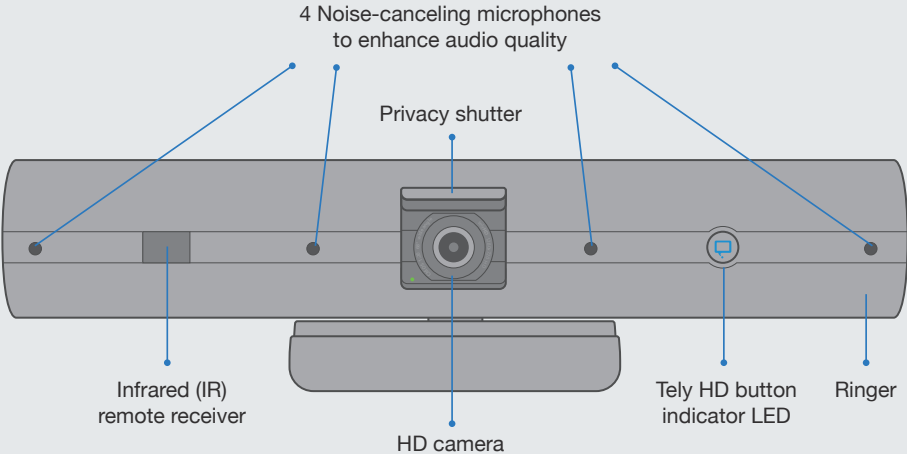 4 Noise-canceling microphones
to enhance audio quality
Privacy shutter
Infrared (IR)
remote receiver
HD camera
Tely HD button
indicator LED
Ringer